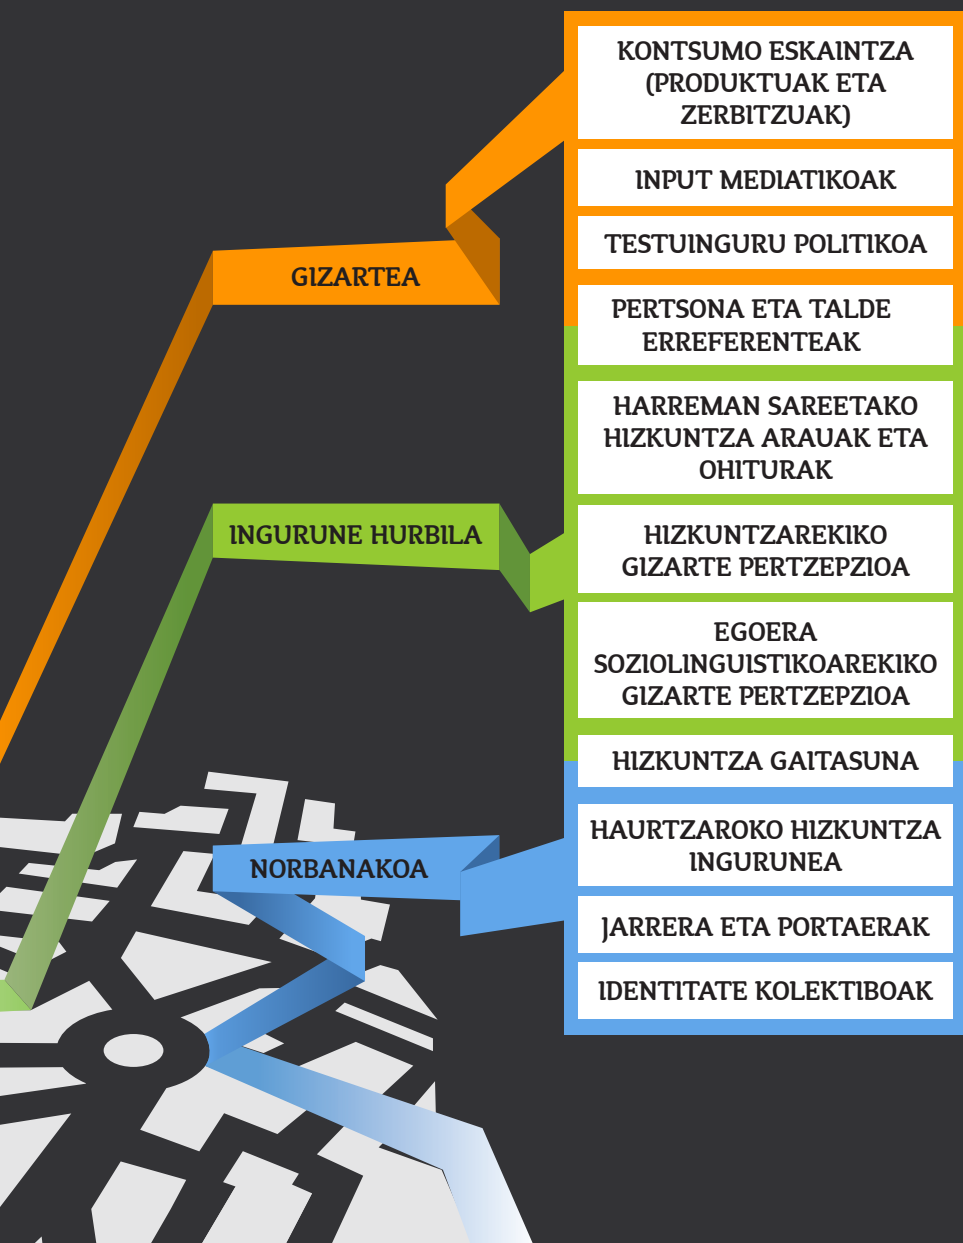 KONTSUMO ESKAINTZA
(PRODUKTUAK ETA
ZERBITZUAK)
INPUT MEDIATIKOAK
TESTUINGURU POLITIKOA
GIZARTEA
PERTSONA ETA TALDE
ERREFERENTEAK
HARREMAN SAREETAKO
HIZKUNTZA ARAUAK ETA
OHITURAK
INGURUNE HURBILA
HIZKUNTZAREKIKO
GIZARTE PERTZEPZIOA
EGOERA
SOZIOLINGUISTIKOAREKIKO
GIZARTE PERTZEPZIOA
HIZKUNTZA GAITASUNA
HAURTZAROKO HIZKUNTZA
INGURUNEA
NORBANAKOA
JARRERA ETA PORTAERAK
IDENTITATE KOLEKTIBOAK